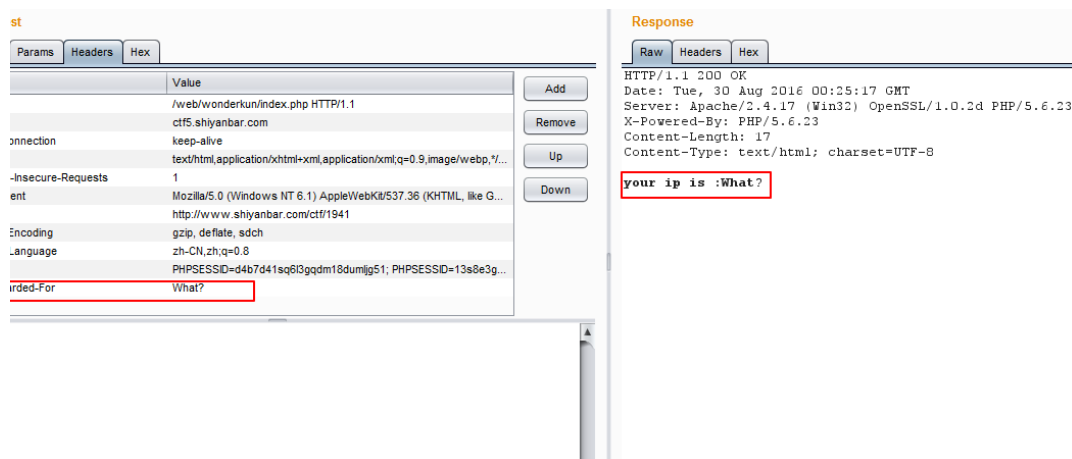 st
Params Headers Hex
Value
/web/wonderkun/index.php HTTP/1.1
ctf5.shiyanbar.com
onnection keep-alive
text/html,application/xhtml+xml,application/xml;q=0.9,image/webp,*/...
-Insecure-Requests 1
ent Mozilla/5.0 (Windows NT 6.1) AppleWebKit/537.36 (KHTML, like G...
http://www.shiyanbar.com/ctf/1941
Encoding gzip, deflate, sdch
Language zh-CN,zh;q=0.8
PHPSESSID=d4b7d41sq6l3gqdm18dumljg51; PHPSESSID=13s8e3g...
rded-For What?
Add
Remove
Up
Down
Response
Raw Headers Hex
HTTP/1.1 200 OK
Date: Tue, 30 Aug 2016 00:25:17 GMT
Server: Apache/2.4.17 (Win32) OpenSSL/1.0.2d PHP/5.6.23
X-Powered-By: PHP/5.6.23
Content-Length: 17
Content-Type: text/html; charset=UTF-8
your ip is :What?